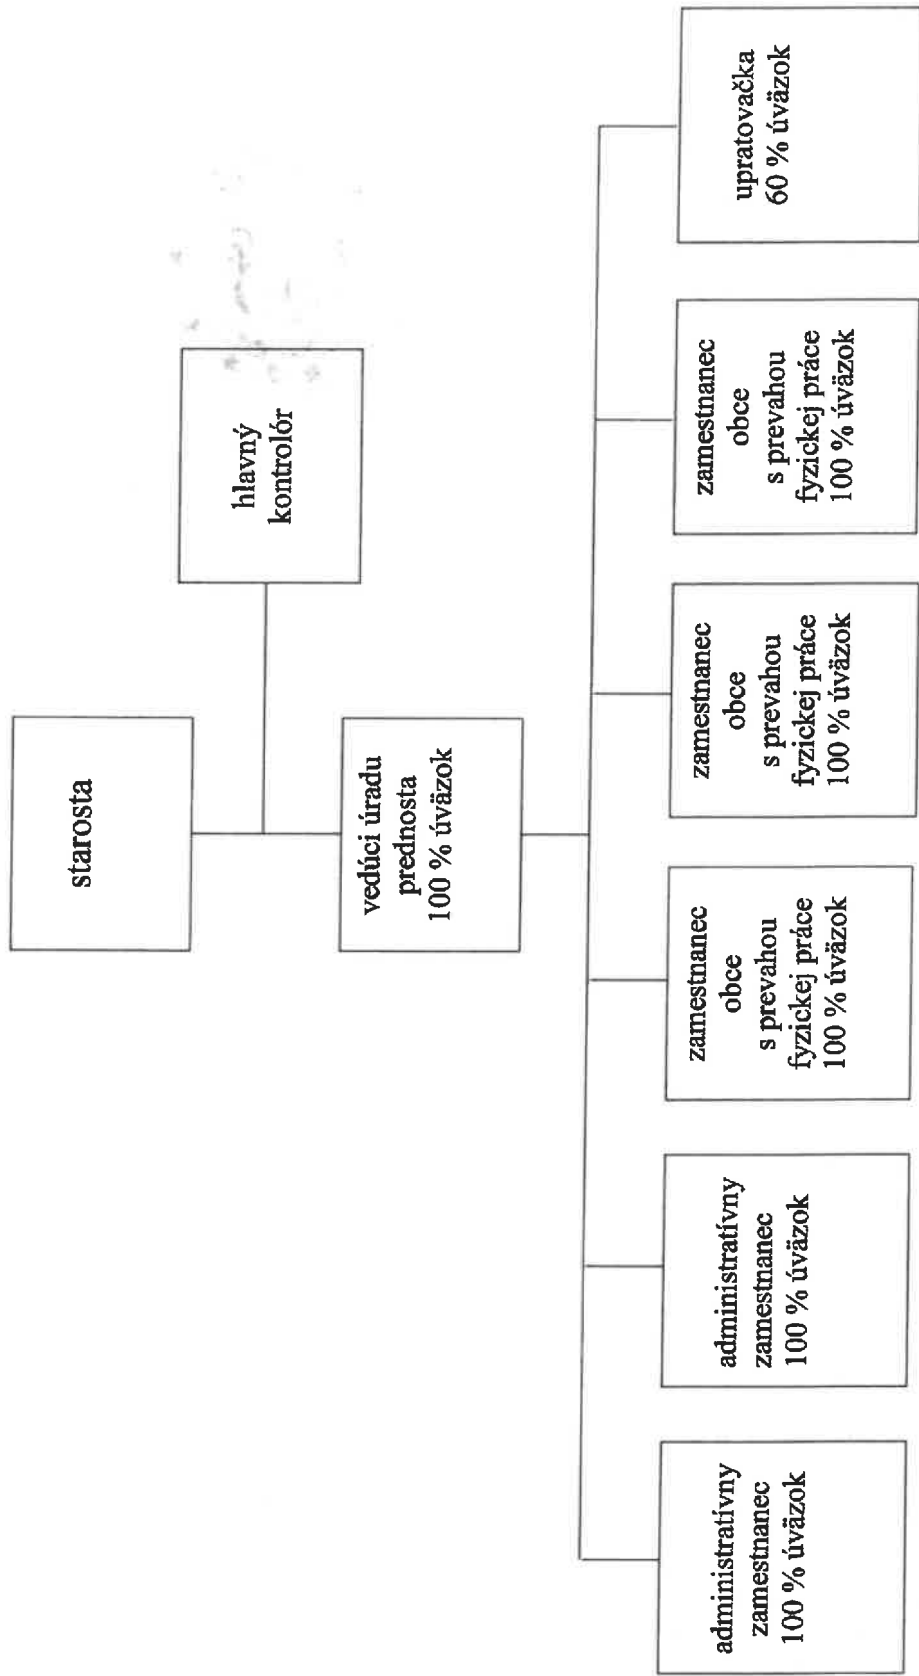 starosta
hlavný
kontrolór
vedúci úradu
prednosta
100 % úväzok
administratívny
zamestnanec
100 % úväzok
administratívny
zamestnanec
100 % úväzok
zamestnanec
obce
s prevahou
fyzickej práce
100 % úväzok
zamestnanec
obce
s prevahou
fyzickej práce
100 % úväzok
zamestnanec
obce
s prevahou
fyzickej práce
100 % úväzok
upratovačka
60 % úväzok